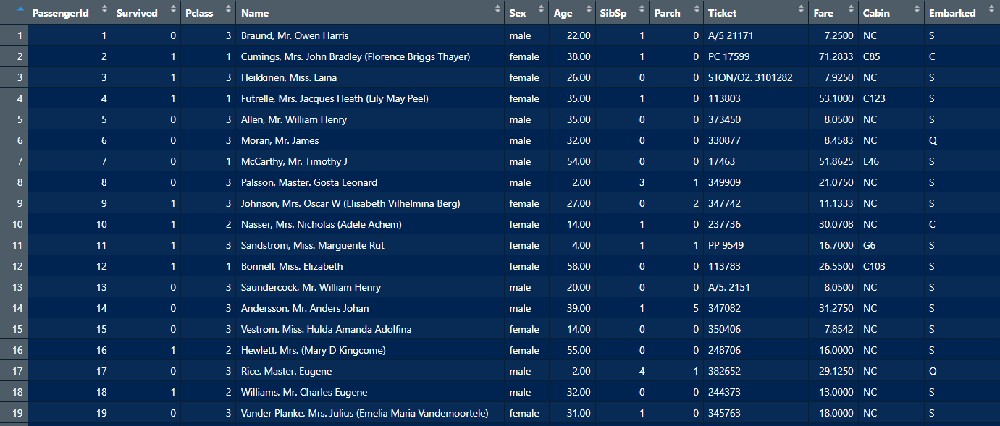 PassengerId Survived Pclass Name Sex Age SibSp Parch Ticket Fare Cabin Embarked
1 1 0 3 Braund, Mr. Owen Harris male 22.00 1 0 A/5 21171 7.2500 NC S
2 2 1 1 Cumings, Mrs. John Bradley (Florence Briggs Thayer) female 38.00 1 0 PC 17599 71.2833 C85 C
3 3 1 3 Heikkinen, Miss. Laina female 26.00 0 0 STON/O2. 3101282 7.9250 NC S
4 4 1 1 Futrelle, Mrs. Jacques Heath (Lily May Peel) female 35.00 1 0 113803 53.1000 C123 S
5 5 0 3 Allen, Mr. William Henry male 35.00 0 0 373450 8.0500 NC S
6 6 0 3 Moran, Mr. James male 32.00 0 0 330877 8.4583 NC Q
7 7 0 1 McCarthy, Mr. Timothy J male 54.00 0 0 17463 51.8625 E46 S
8 8 0 3 Palsson, Master. Gosta Leonard male 2.00 3 1 349909 21.0750 NC S
9 9 1 3 Johnson, Mrs. Oscar W (Elisabeth Vilhelmina Berg) female 27.00 0 2 347742 11.1333 NC S
10 10 1 2 Nasser, Mrs. Nicholas (Adele Achem) female 14.00 1 0 237736 30.0708 NC C
11 11 1 3 Sandstrom, Miss. Marguerite Rut female 4.00 1 1 PP 9549 16.7000 G6 S
12 12 1 1 Bonnell, Miss. Elizabeth female 58.00 0 0 113783 26.5500 C103 S
13 13 0 3 Saundercock, Mr. William Henry male 20.00 0 0 A/5. 2151 8.0500 NC S
14 14 0 3 Andersson, Mr. Anders Johan male 39.00 1 5 347082 31.2750 NC S
15 15 0 3 Vestrom, Miss. Hulda Amanda Adolfina female 14.00 0 0 350406 7.8542 NC S
16 16 1 2 Hewlett, Mrs. (Mary D Kingcome) female 55.00 0 0 248706 16.0000 NC S
17 17 0 3 Rice, Master. Eugene male 2.00 4 1 382652 29.1250 NC Q
18 18 1 2 Williams, Mr. Charles Eugene male 32.00 0 0 244373 13.0000 NC S
19 19 0 3 Vander Planke, Mrs. Julius (Emelia Maria Vandemoortele) female 31.00 1 0 345763 18.0000 NC S